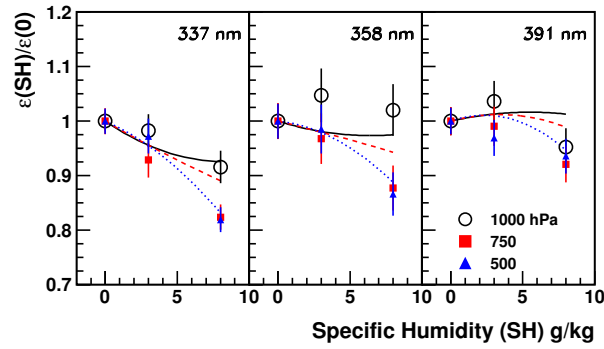 337 nm
358 nm
391 nm
ε(SH)/ε(0)
1.2
1.1
1
0.9
0.8
0.7
1000 hPa
750
500
0 5 10 0 5 10 0 5 10
Specific Humidity (SH) g/kg